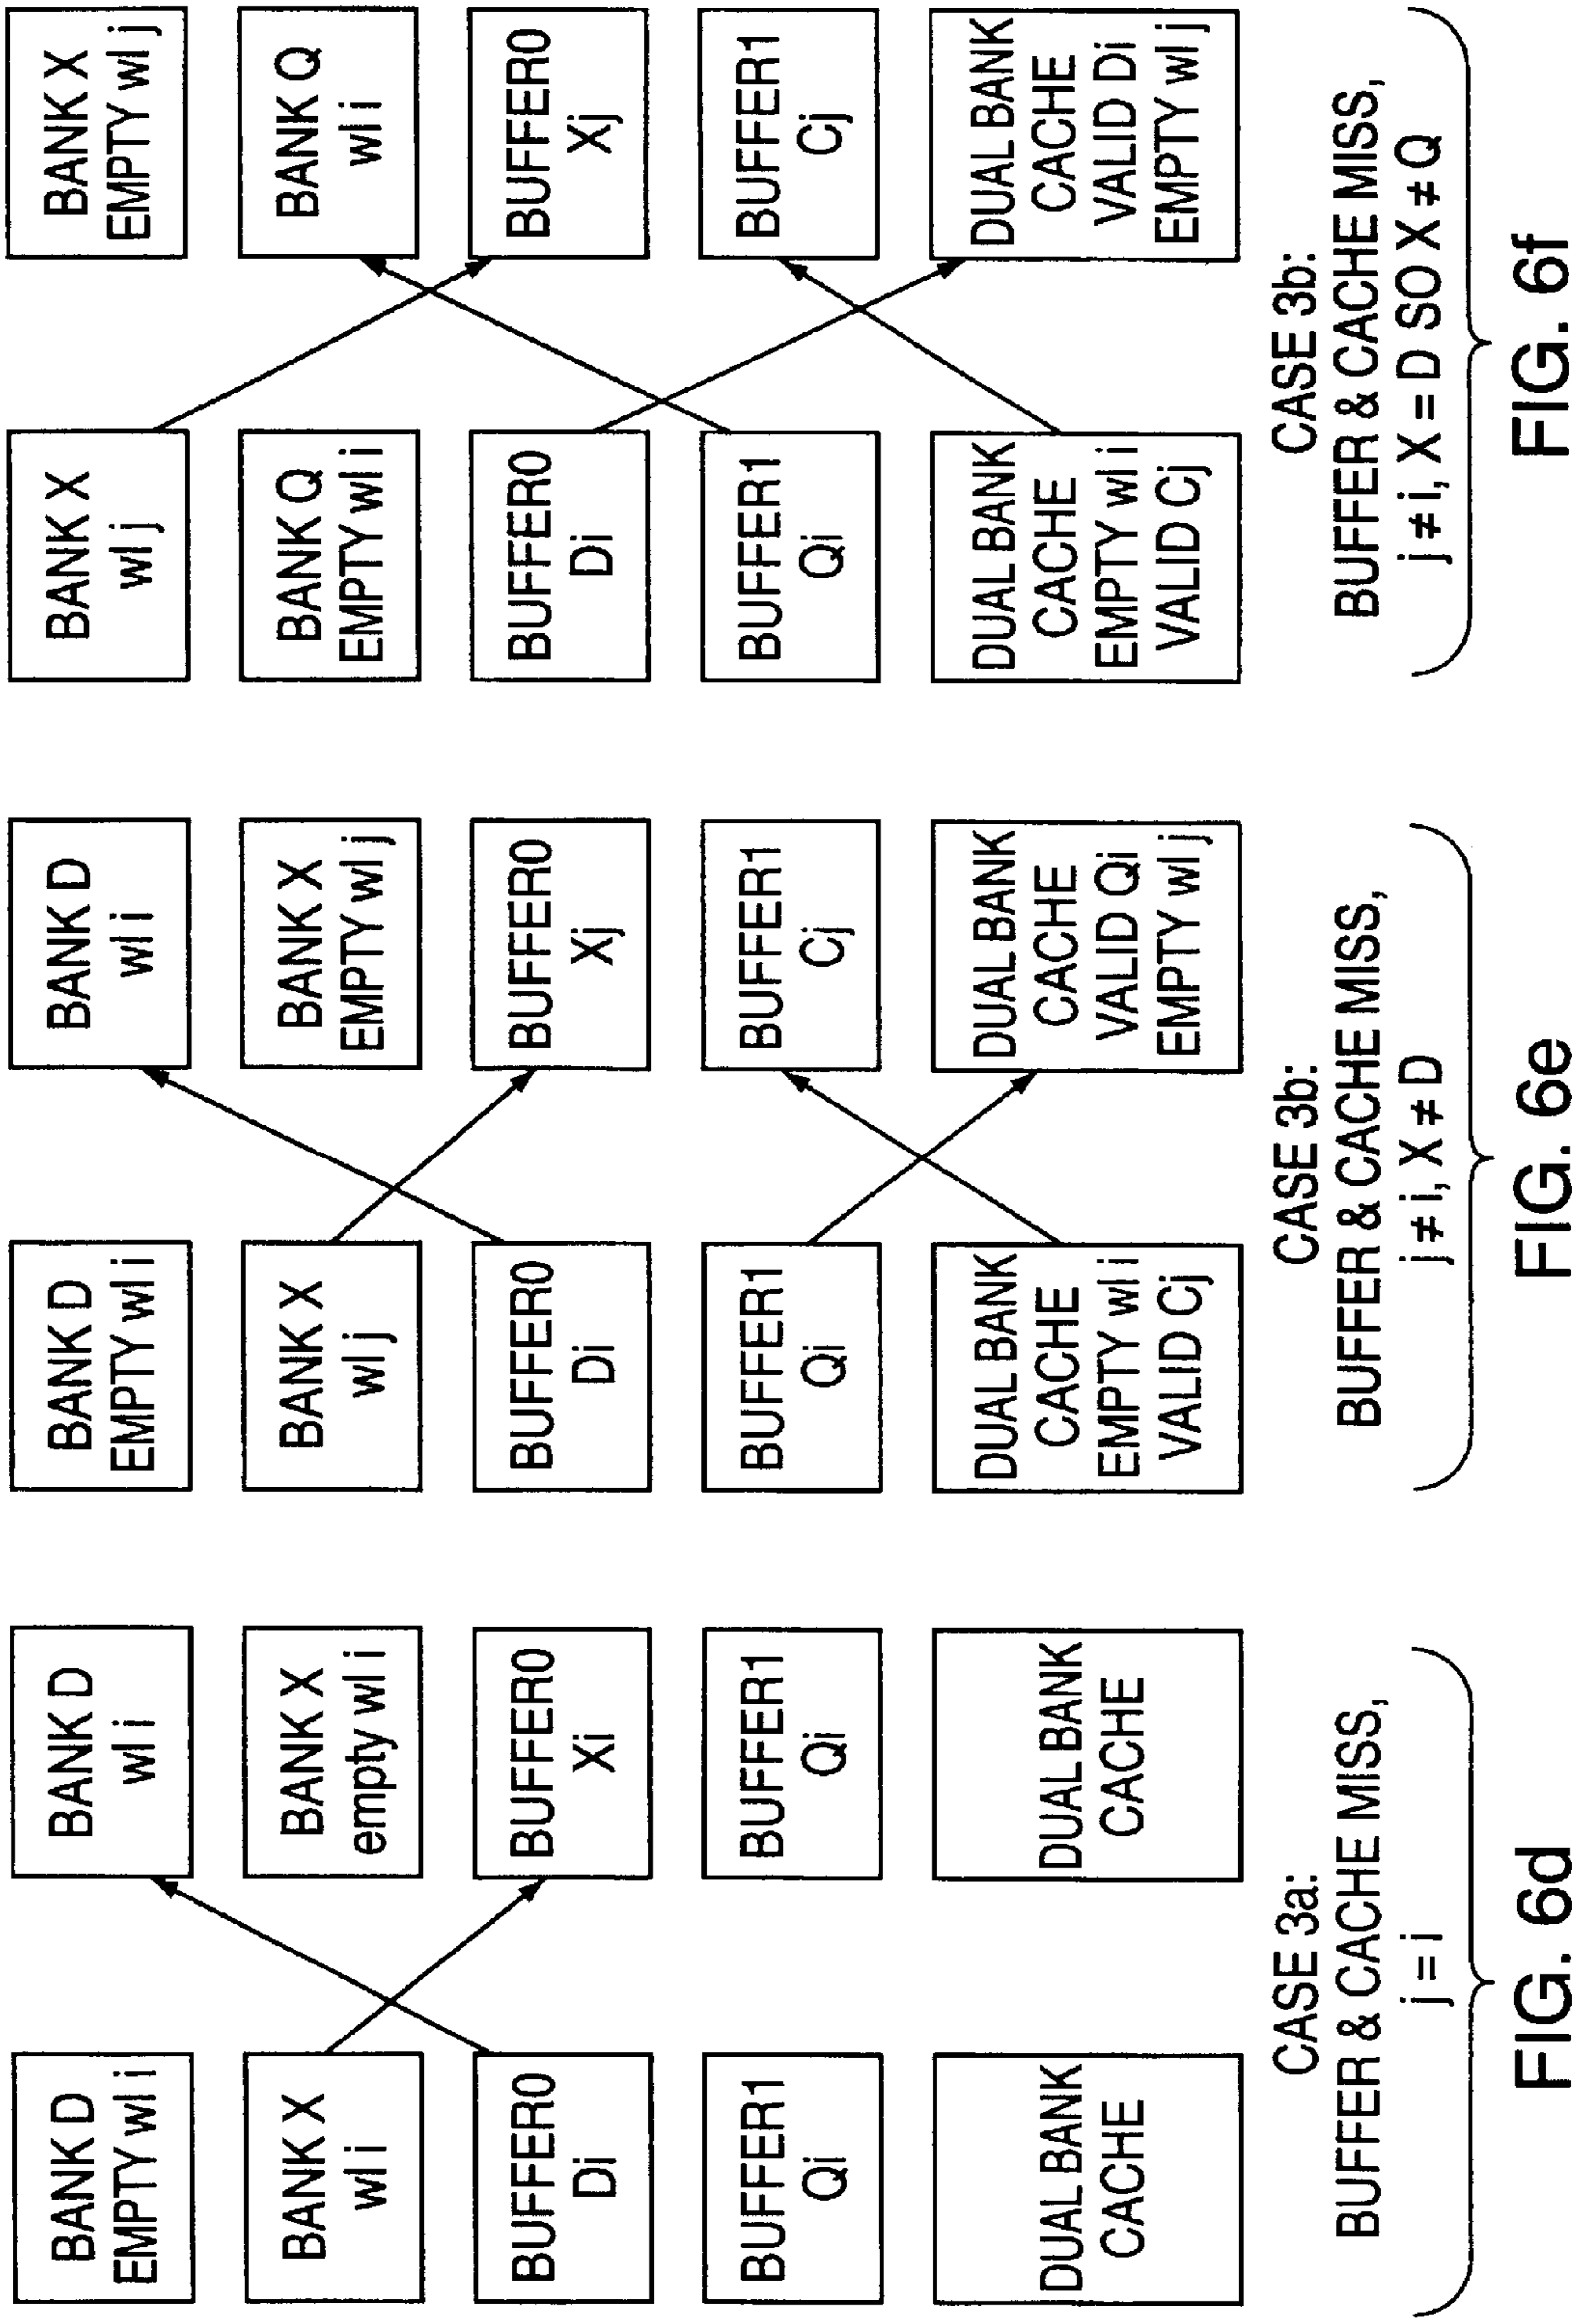 BANK D
EMPTY wl i
BANK X
wl i
BUFFER0
Di
BUFFER1
Qi
DUAL BANK
CACHE
BANK D
wl i
BANK X
empty wl i
BUFFER0
Xi
BUFFER1
Qi
DUAL BANK
CACHE
CASE 3a:
BUFFER & CACHE MISS,
j = i
FIG. 6d
BANK D
EMPTY wl i
BANK X
wl j
BUFFER0
Di
BUFFER1
Qi
DUAL BANK
CACHE
EMPTY wl i
VALID Cj
BANK D
wl i
BANK X
EMPTY wl j
BUFFER0
Xj
BUFFER1
Cj
DUAL BANK
CACHE
VALID Qi
EMPTY wl j
CASE 3b:
BUFFER & CACHE MISS,
j ≠ i, X ≠ D
FIG. 6e
BANK X
wl j
BANK Q
EMPTY wl i
BUFFER0
Di
BUFFER1
Qi
DUAL BANK
CACHE
EMPTY wl i
VALID Cj
BANK X
EMPTY wl j
BANK Q
wl i
BUFFER0
Xj
BUFFER1
Cj
DUAL BANK
CACHE
VALID Di
EMPTY wl j
CASE 3b:
BUFFER & CACHE MISS,
j ≠ i, X = D SO X ≠ Q
FIG. 6f